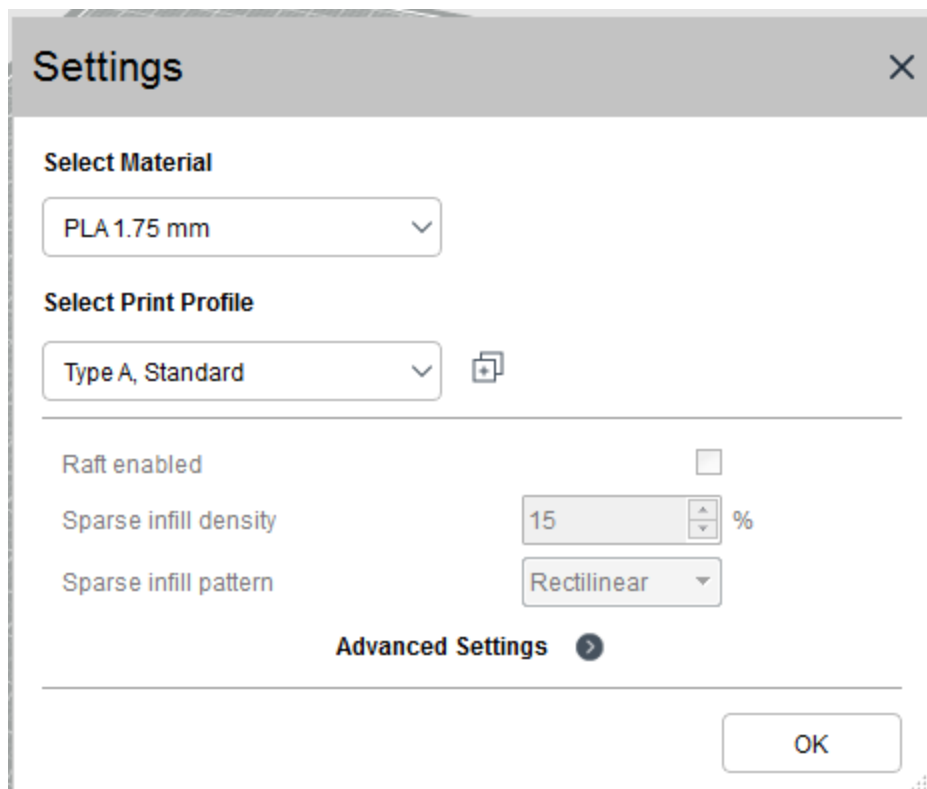 Settings
Select Material
PLA 1.75 mm
Select Print Profile
Type A, Standard
Raft enabled
Sparse infill density 15 %
Sparse infill pattern Rectilinear
Advanced Settings
OK